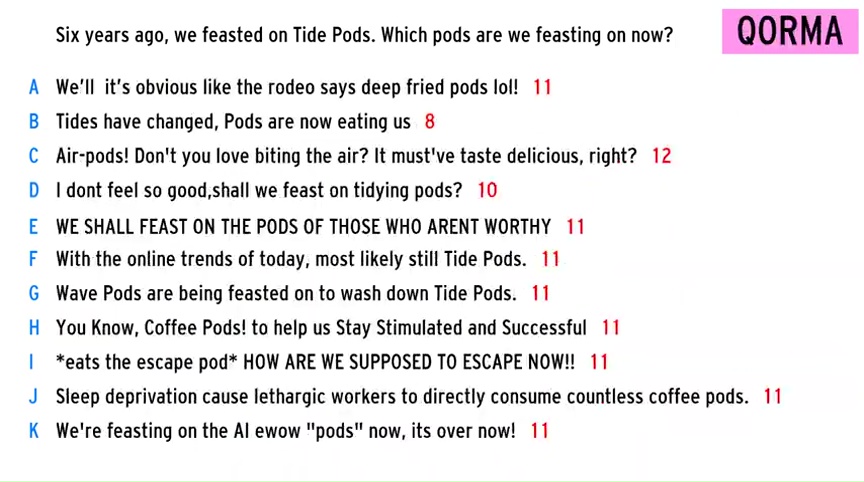 Six years ago, we feasted on Tide Pods. Which pods are we feasting on now?
QORMA
A We'll it's obvious like the rodeo says deep fried pods lol! 11
B Tides have changed, Pods are now eating us 8
C Air-pods! Don't you love biting the air? It must've taste delicious, right? 12
D I dont feel so good,shall we feast on tidying pods? 10
E WE SHALL FEAST ON THE PODS OF THOSE WHO ARENT WORTHY 11
F With the online trends of today, most likely still Tide Pods. 11
G Wave Pods are being feasted on to wash down Tide Pods. 11
H You Know, Coffee Pods! to help us Stay Stimulated and Successful 11
I *eats the escape pod* HOW ARE WE SUPPOSED TO ESCAPE NOW!! 11
J Sleep deprivation cause lethargic workers to directly consume countless coffee pods. 11
K We're feasting on the AI ewow "pods" now, its over now! 11